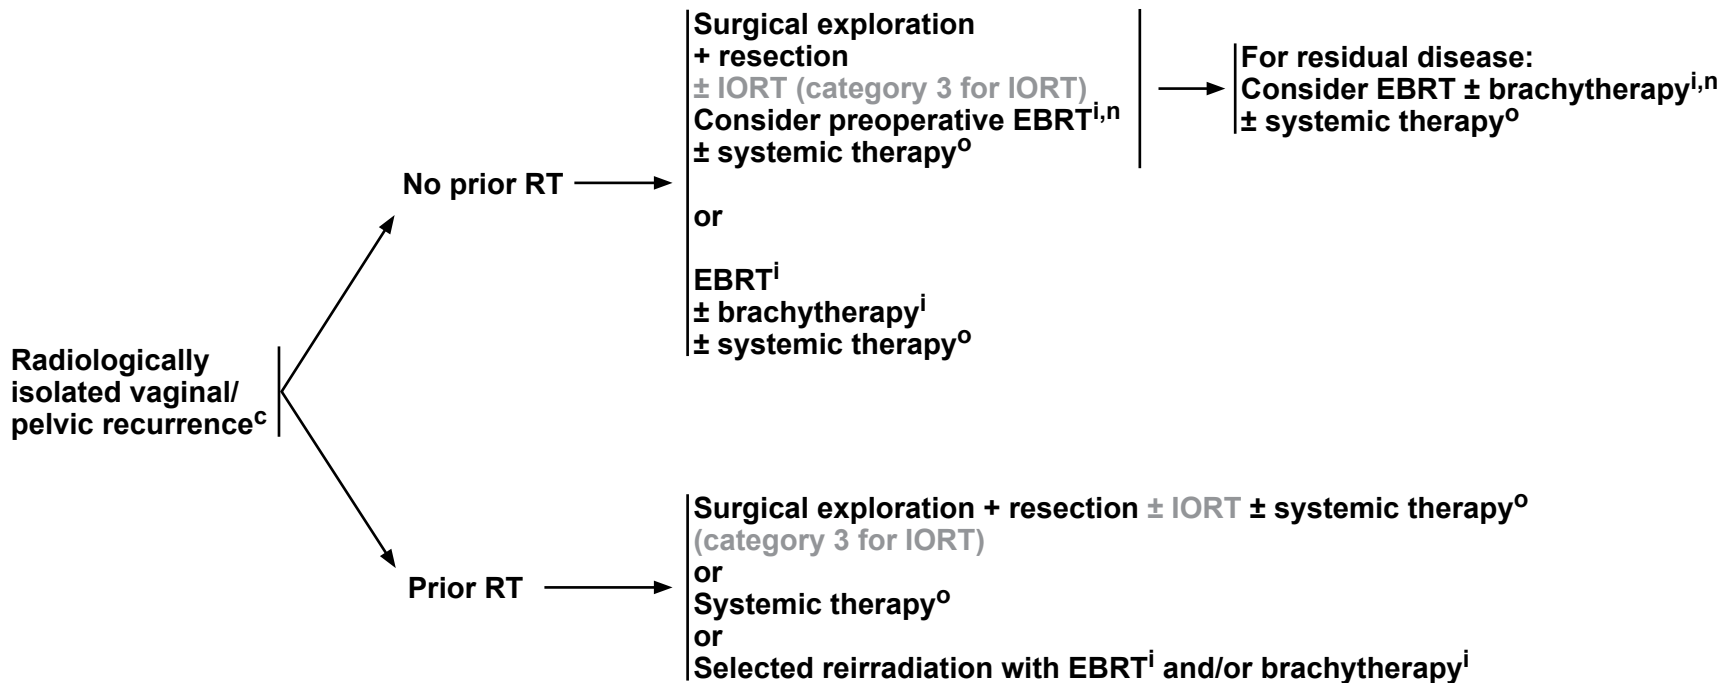 Radiologically
isolated vaginal/
pelvic recurrencec
No prior RT
Surgical exploration
+ resection
± IORT (category 3 for IORT)
Consider preoperative EBRTi,n
± systemic therapyo
or
EBRTi
± brachytherapyi
± systemic therapyo
For residual disease:
Consider EBRT ± brachytherapyi,n
± systemic therapyo
Prior RT
Surgical exploration + resection ± IORT ± systemic therapyo
(category 3 for IORT)
or
Systemic therapyo
or
Selected reirradiation with EBRTi and/or brachytherapyi